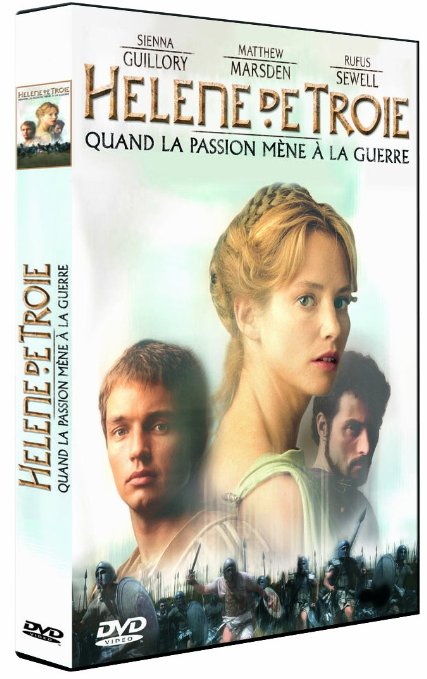 SIENNA
GUILLORY
MATTHEW
MARSDEN
RUFUS
SEWELL
HELENE DE TROIE
QUAND LA PASSION MÈNE À LA GUERRE
HELENE DE TROIE
QUAND LA PASSION MÈNE À LA GUERRE
DVD
VIDEO
DVD
VIDEO